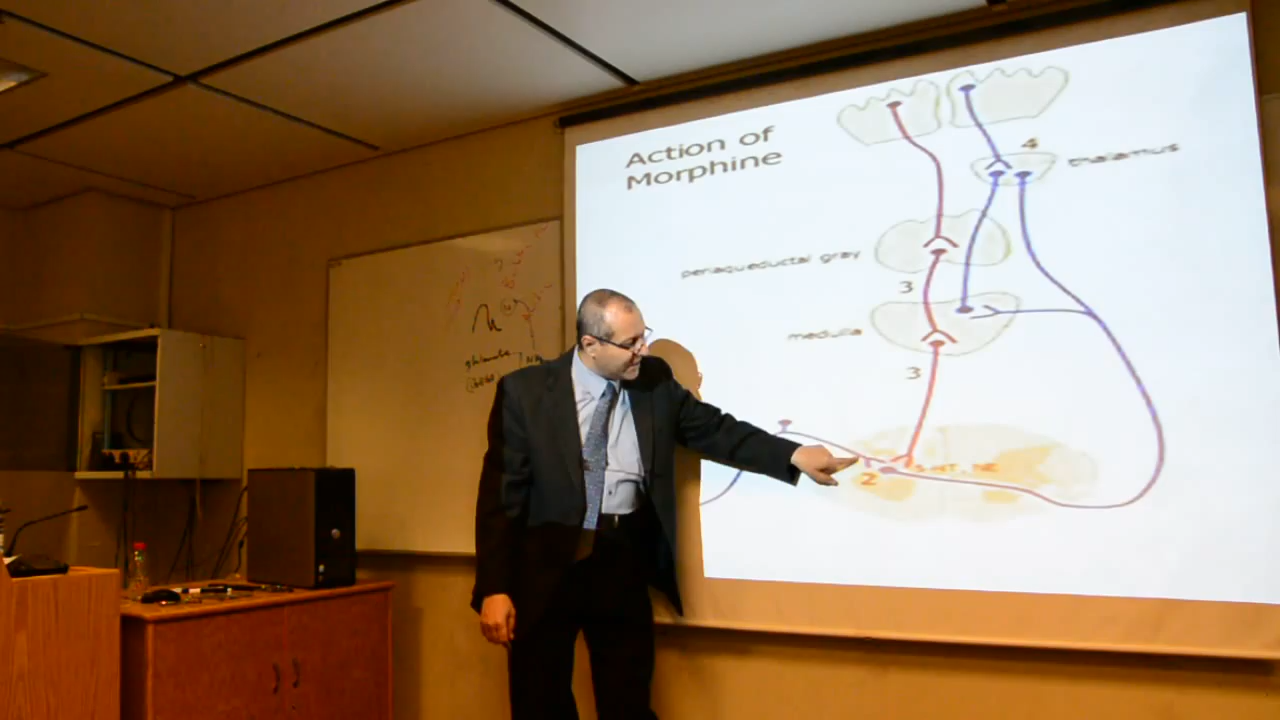 Action of
Morphine
4
thalamus
periaqueductal gray
3
medulla
3
5-HT, NE
2